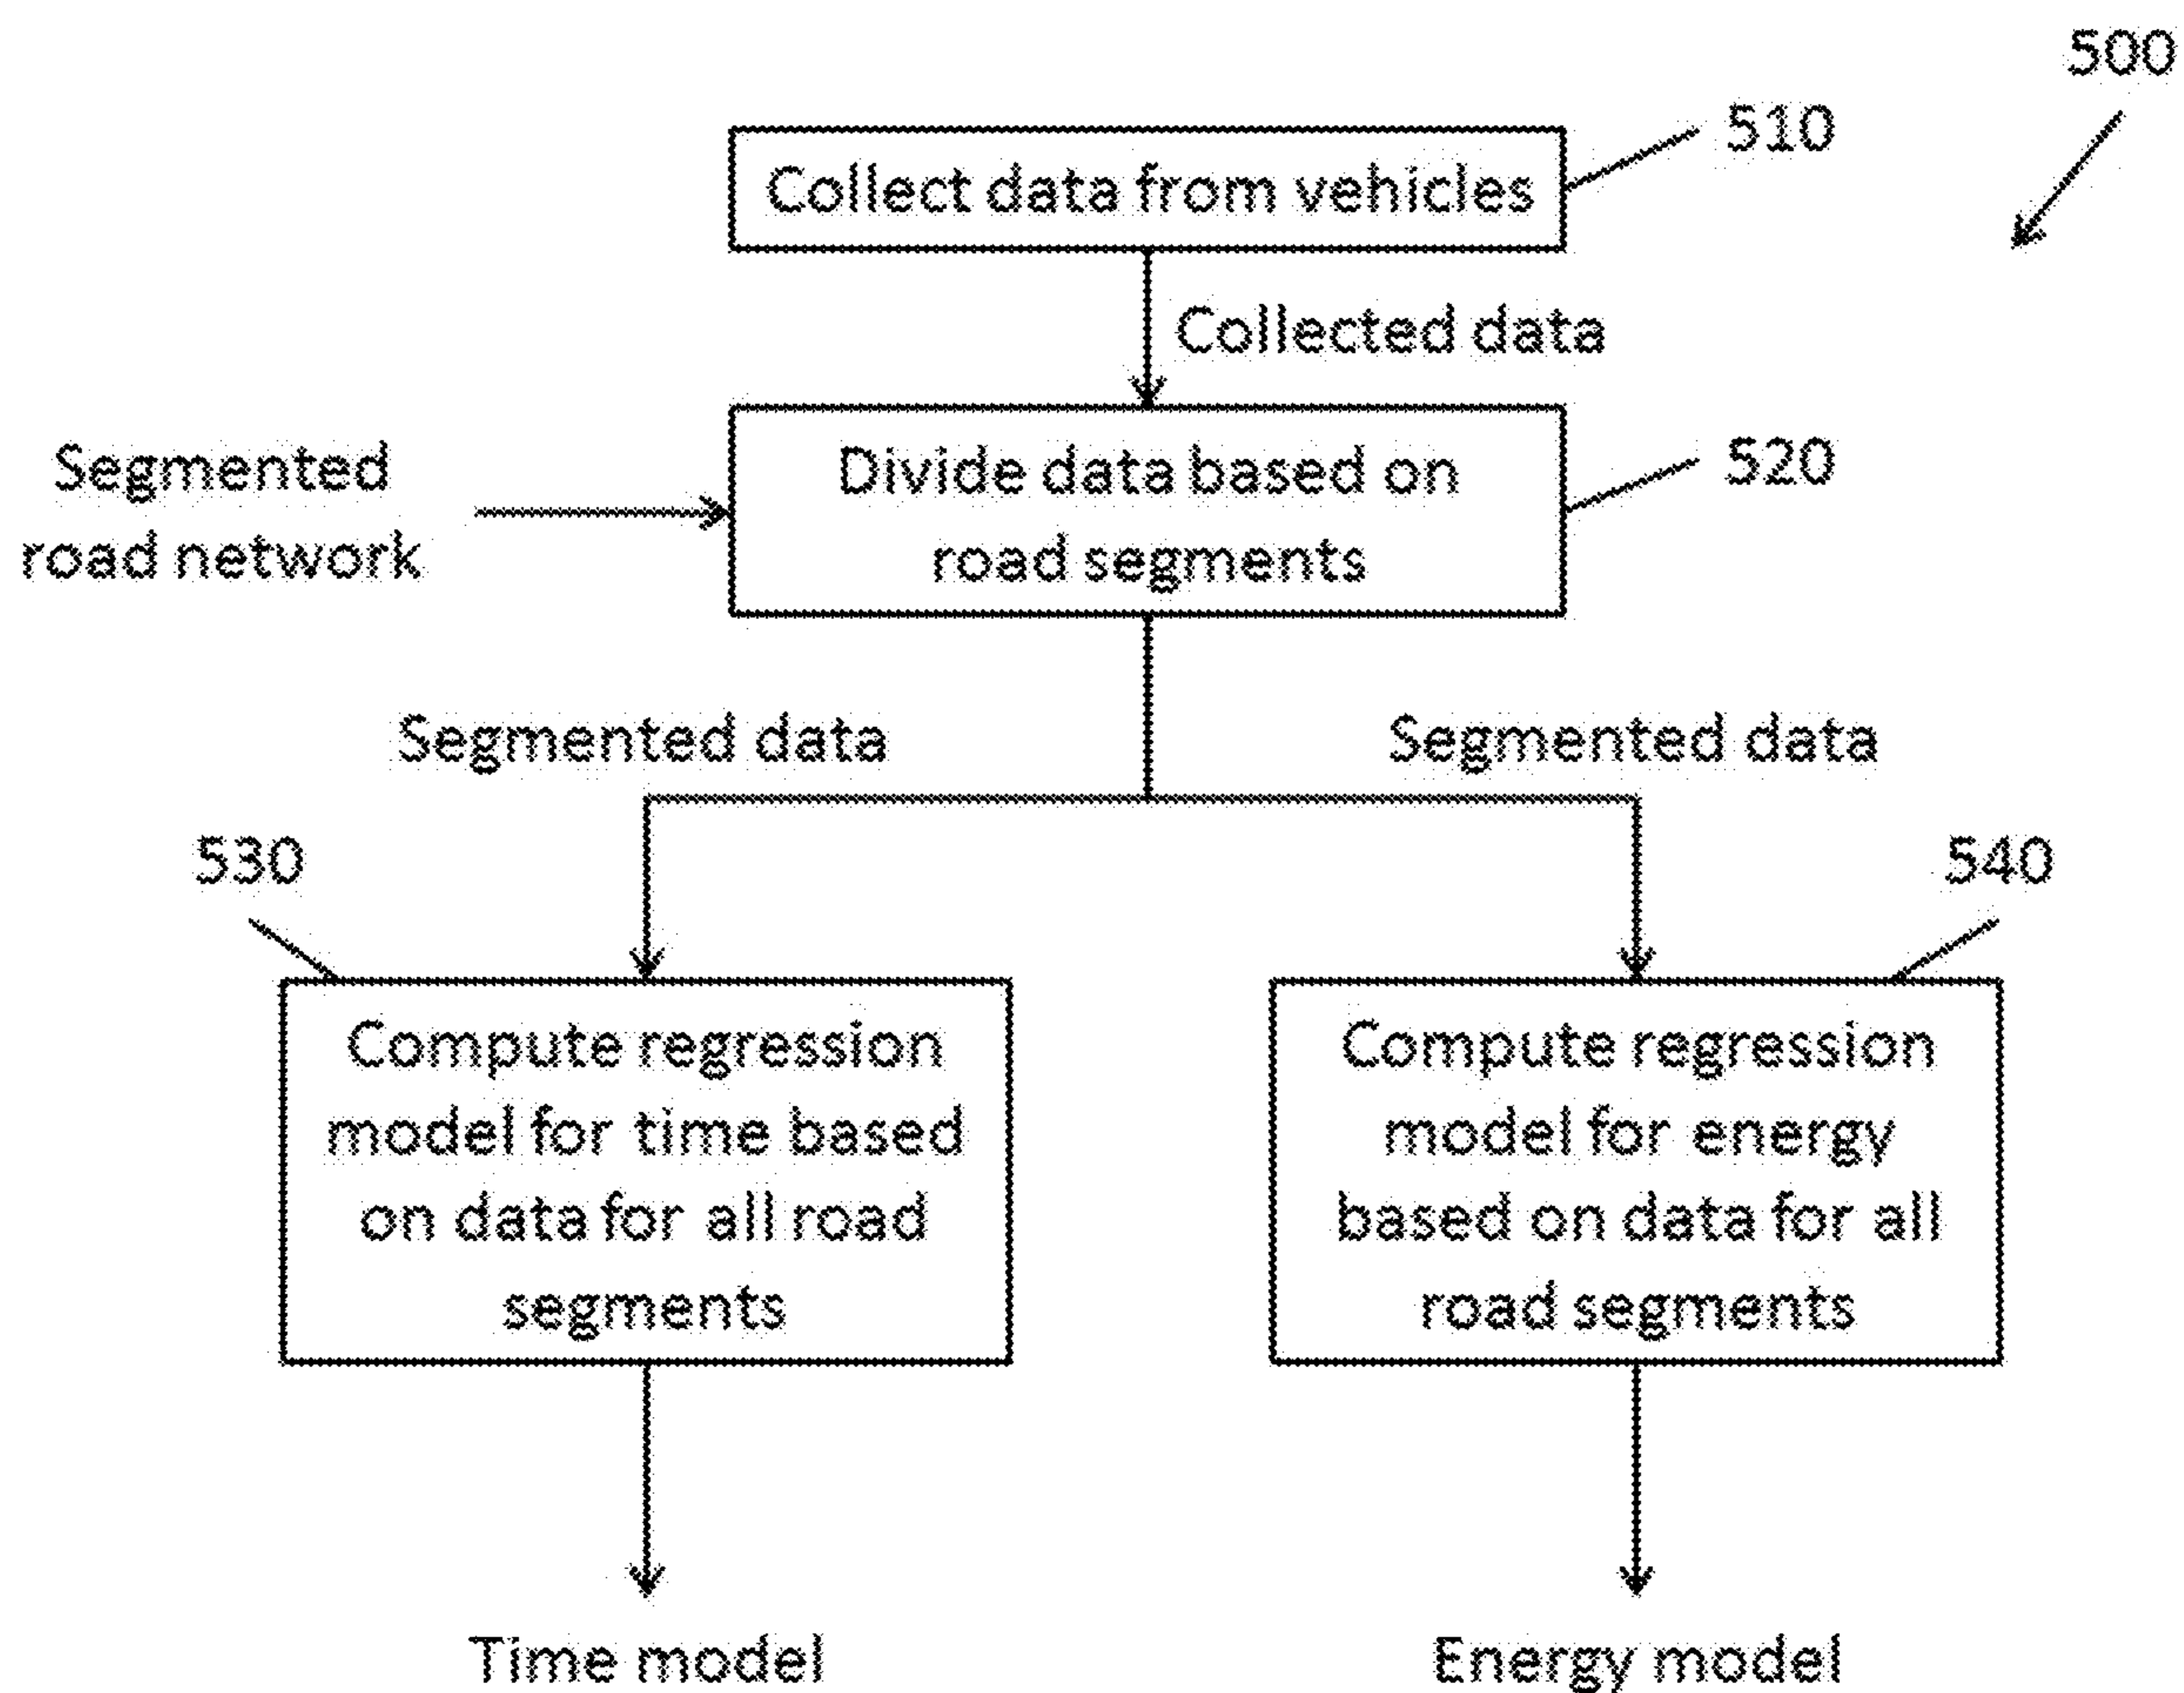 500
510
Collect data from vehicles
Collected data
Segmented
road network
Divide data based on
road segments
520
Segmented data
Segmented data
530
540
Compute regression
model for time based
on data for all road
segments
Compute regression
model for energy
based on data for all
road segments
Time model
Energy model